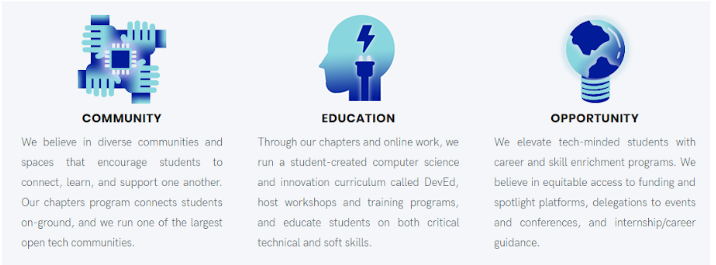 COMMUNITY
We believe in diverse communities and
spaces that encourage students to
connect, learn, and support one another.
Our chapters program connects students
on-ground, and we run one of the largest
open tech communities.
EDUCATION
Through our chapters and online work, we
run a student-created computer science
and innovation curriculum called DevEd,
host workshops and training programs,
and educate students on both critical
technical and soft skills.
OPPORTUNITY
We elevate tech-minded students with
career and skill enrichment programs. We
believe in equitable access to funding and
spotlight platforms, delegations to events
and conferences, and internship/career
guidance.